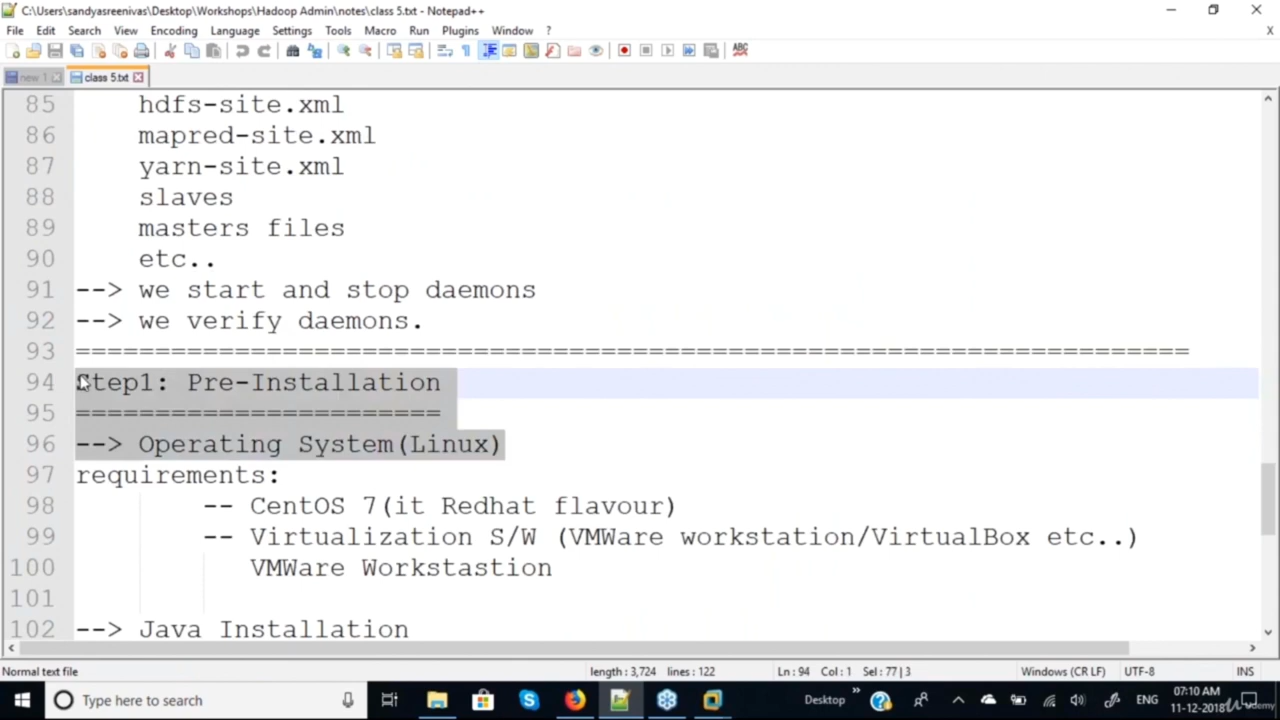 C:\Users\sandyasreenivas\Desktop\Workshops\Hadoop Admin\notes\class 5.txt - Notepad++
File Edit Search View Encoding Language Settings Tools Macro Run Plugins Window ? X
new 1 class 5.txt
85 hdfs-site.xml
86 mapred-site.xml
87 yarn-site.xml
88 slaves
89 masters files
90 etc..
91 --> we start and stop daemons
92 --> we verify daemons.
93 ======================================================================
94 Step1: Pre-Installation
95 =======================
96 --> Operating System(Linux)
97 requirements:
98 -- CentOS 7(it Redhat flavour)
99 -- Virtualization S/W (VMWare workstation/VirtualBox etc..)
100 VMWare Workstastion
101
102 --> Java Installation
Normal text file length : 3,724 lines : 122 Ln : 94 Col : 1 Sel : 77 | 3 Windows (CR LF) UTF-8 INS
Type here to search Desktop ENG 07:10 AM
11-12-2018
Udemy